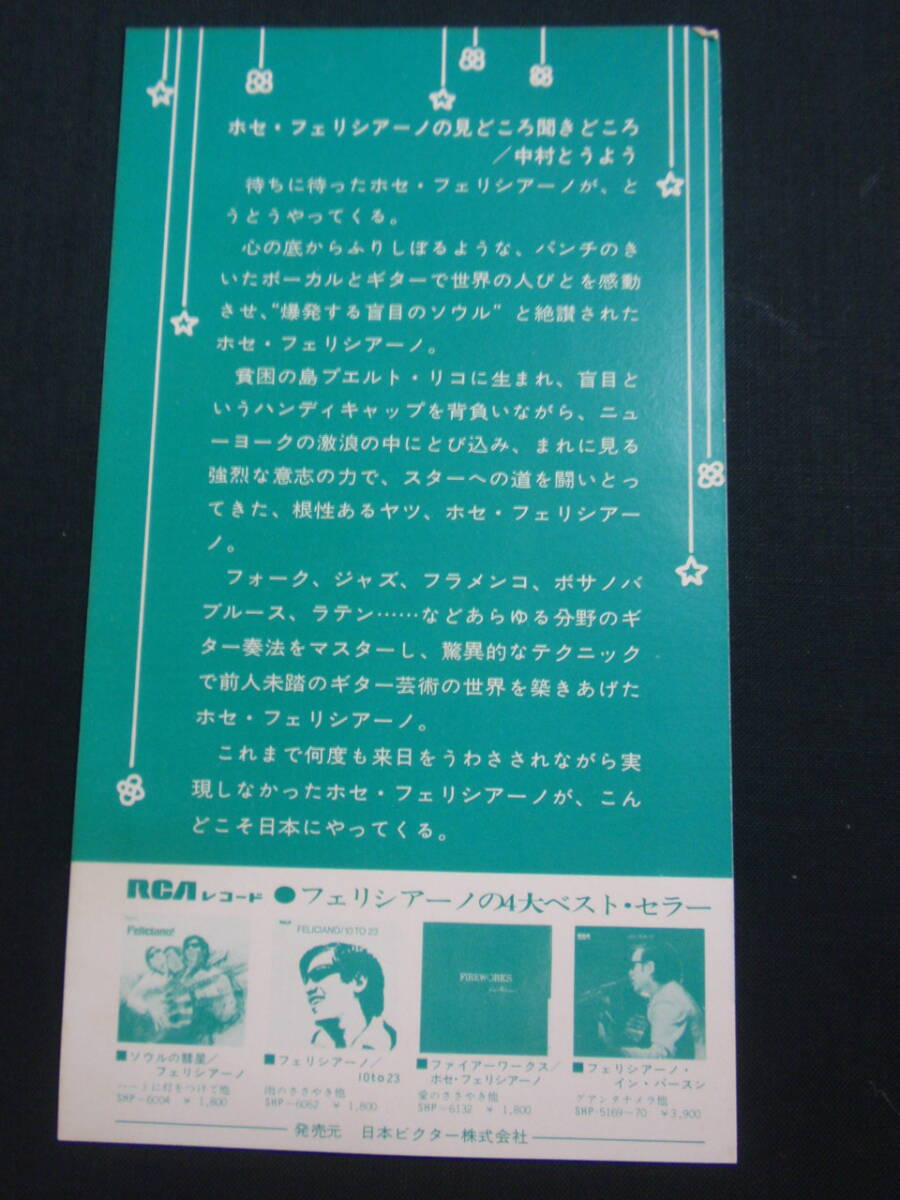 ホセ・フェリシアーノの見どころ聞きどころ
／中村とうよう
待ちに待ったホセ・フェリシアーノが、と
うとうやってくる。
心の底からふりしぼるような、パンチのき
いたボーカルとギターで世界の人びとを感動
させ、“爆発する盲目のソウル”と絶讃された
ホセ・フェリシアーノ。
貧困の島プエルト・リコに生まれ、盲目と
いうハンディキャップを背負いながら、ニュ
ーヨークの激浪の中にとび込み、まれに見る
強烈な意志の力で、スターへの道を闘いとっ
てきた、根性あるヤツ、ホセ・フェリシアー
ノ。
フォーク、ジャズ、フラメンコ、ボサノバ
ブルース、ラテン……などあらゆる分野のギ
ター奏法をマスターし、驚異的なテクニック
で前人未踏のギター芸術の世界を築きあげた
ホセ・フェリシアーノ。
これまで何度も来日をうわさされながら実
現しなかったホセ・フェリシアーノが、こん
どこそ日本にやってくる。
RCA レコード ●フェリシアーノの4大ベスト・セラー
Feliciano!
■ソウルの彗星／
フェリシアーノ
ハートに灯をつけて他
SHP－6004 ￥1,800
FELICIANO/10 TO 23
■フェリシアーノ／
10to23
雨のささやき他
SHP－6062 ￥1,800
FIREWORKS
■ファイアーワークス／
ホセ・フェリシアーノ
愛のささやき他
SHP－6132 ￥1,800
■フェリシアーノ・
イン・パースン
グアンタナメラ他
SHP-5169～70 ￥3,900
発売元 日本ビクター株式会社